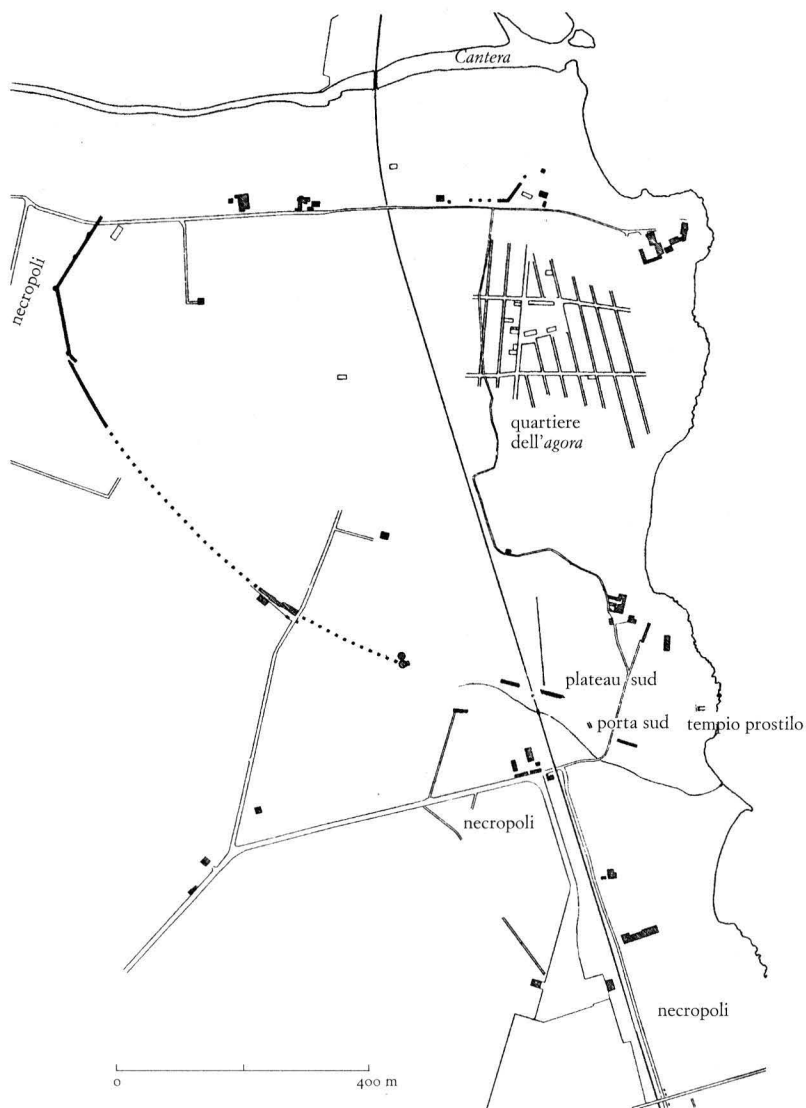 Cantera
necropoli
quartiere
dell'agora
plateau sud
porta sud
tempio prostilo
necropoli
necropoli
0
400 m